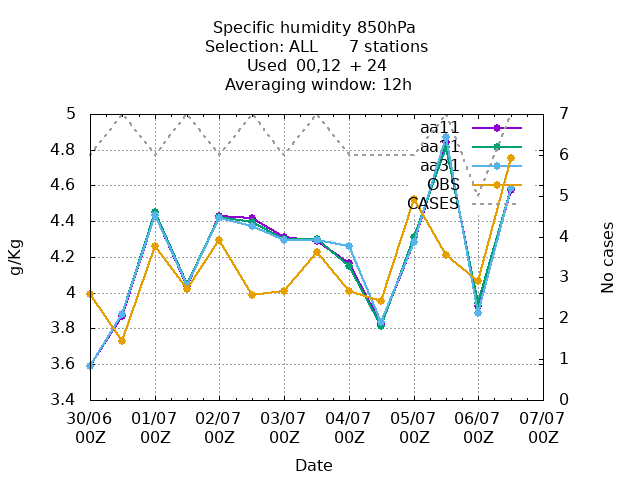 Specific humidity 850hPa
Selection: ALL 7 stations
Used 00,12 + 24
Averaging window: 12h
5 7
aa11
4.8 aa21 6
aa31
4.6 OBS 5
CASES
4.4 4
4.2 3
4 2
3.8 1
3.6
3.4 0
g/Kg
No cases
30/06 01/07 02/07 03/07 04/07 05/07 06/07 07/07
00Z 00Z 00Z 00Z 00Z 00Z 00Z 00Z
Date